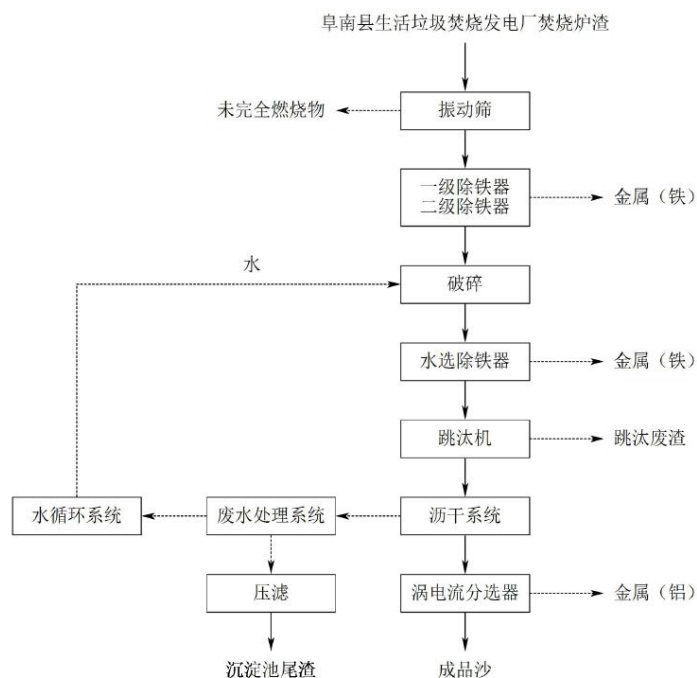 阜南县生活垃圾焚烧发电厂焚烧炉渣
未完全燃烧物
振动筛
一级除铁器
二级除铁器
金属（铁）
水
破碎
水选除铁器
金属（铁）
跳汰机
跳汰废渣
水循环系统
废水处理系统
沥干系统
压滤
涡电流分选器
金属（铝）
沉淀池尾渣
成品沙